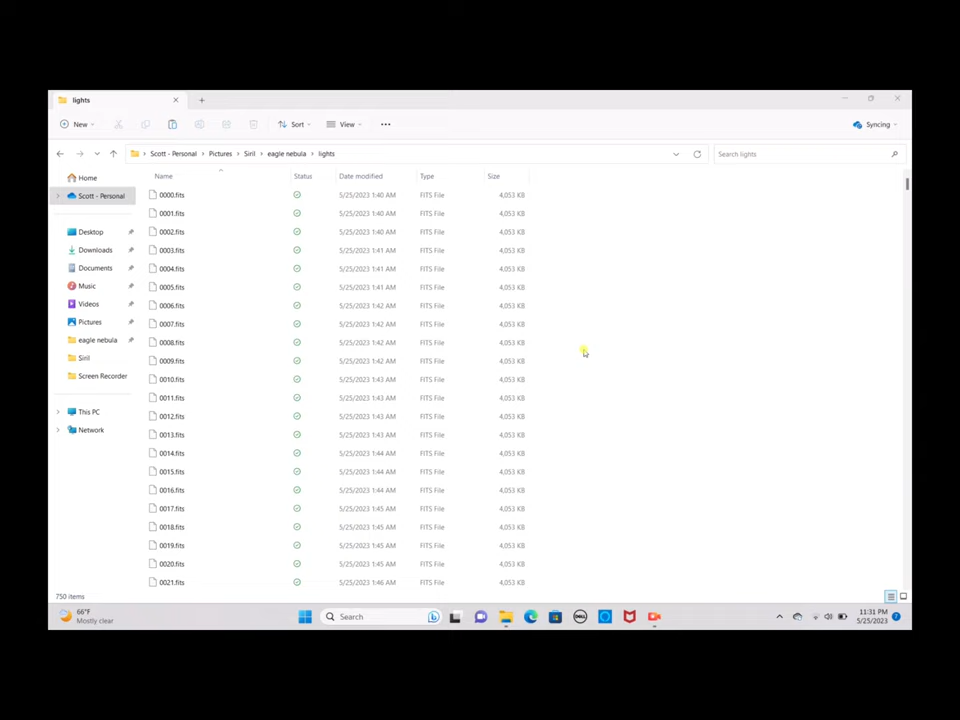 lights
New
Sort
View
Syncing
Scott - Personal
Pictures
Siril
eagle nebula
lights
Search lights
Name
Status
Date modified
Type
Size
Home
Scott - Personal
Desktop
Downloads
Documents
Music
Videos
Pictures
eagle nebula
Siril
Screen Recorder
This PC
Network
0000.fits 5/25/2023 1:40 AM FITS File 4,053 KB
0001.fits 5/25/2023 1:40 AM FITS File 4,053 KB
0002.fits 5/25/2023 1:40 AM FITS File 4,053 KB
0003.fits 5/25/2023 1:41 AM FITS File 4,053 KB
0004.fits 5/25/2023 1:41 AM FITS File 4,053 KB
0005.fits 5/25/2023 1:41 AM FITS File 4,053 KB
0006.fits 5/25/2023 1:42 AM FITS File 4,053 KB
0007.fits 5/25/2023 1:42 AM FITS File 4,053 KB
0008.fits 5/25/2023 1:42 AM FITS File 4,053 KB
0009.fits 5/25/2023 1:42 AM FITS File 4,053 KB
0010.fits 5/25/2023 1:43 AM FITS File 4,053 KB
0011.fits 5/25/2023 1:43 AM FITS File 4,053 KB
0012.fits 5/25/2023 1:43 AM FITS File 4,053 KB
0013.fits 5/25/2023 1:43 AM FITS File 4,053 KB
0014.fits 5/25/2023 1:44 AM FITS File 4,053 KB
0015.fits 5/25/2023 1:44 AM FITS File 4,053 KB
0016.fits 5/25/2023 1:44 AM FITS File 4,053 KB
0017.fits 5/25/2023 1:45 AM FITS File 4,053 KB
0018.fits 5/25/2023 1:45 AM FITS File 4,053 KB
0019.fits 5/25/2023 1:45 AM FITS File 4,053 KB
0020.fits 5/25/2023 1:45 AM FITS File 4,053 KB
0021.fits 5/25/2023 1:46 AM FITS File 4,053 KB
750 items
66°F
Mostly clear
Search
DELL
11:31 PM
5/25/2023
7